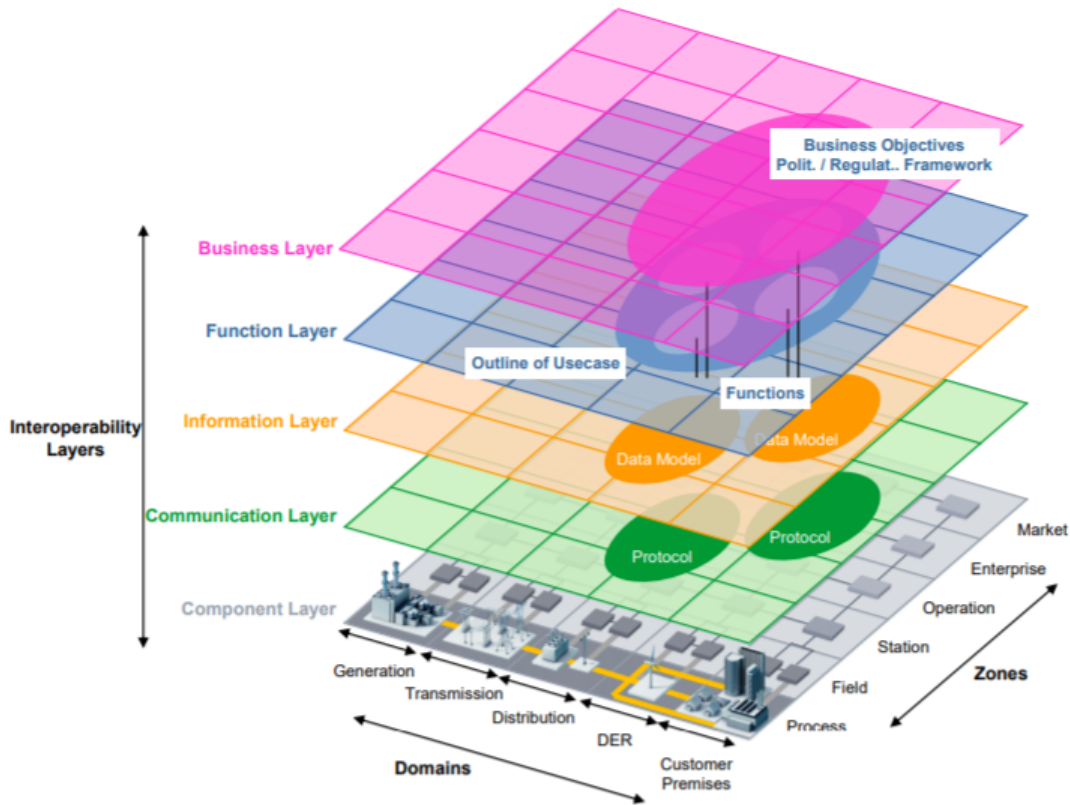 Business Objectives
Polit. / Regulat.. Framework
Business Layer
Function Layer
Outline of Usecase
Functions
Interoperability
Layers
Information Layer
Data Model
Data Model
Communication Layer
Protocol
Protocol
Component Layer
Market
Enterprise
Operation
Station
Field
Process
Zones
Generation
Transmission
Distribution
DER
Customer
Premises
Domains